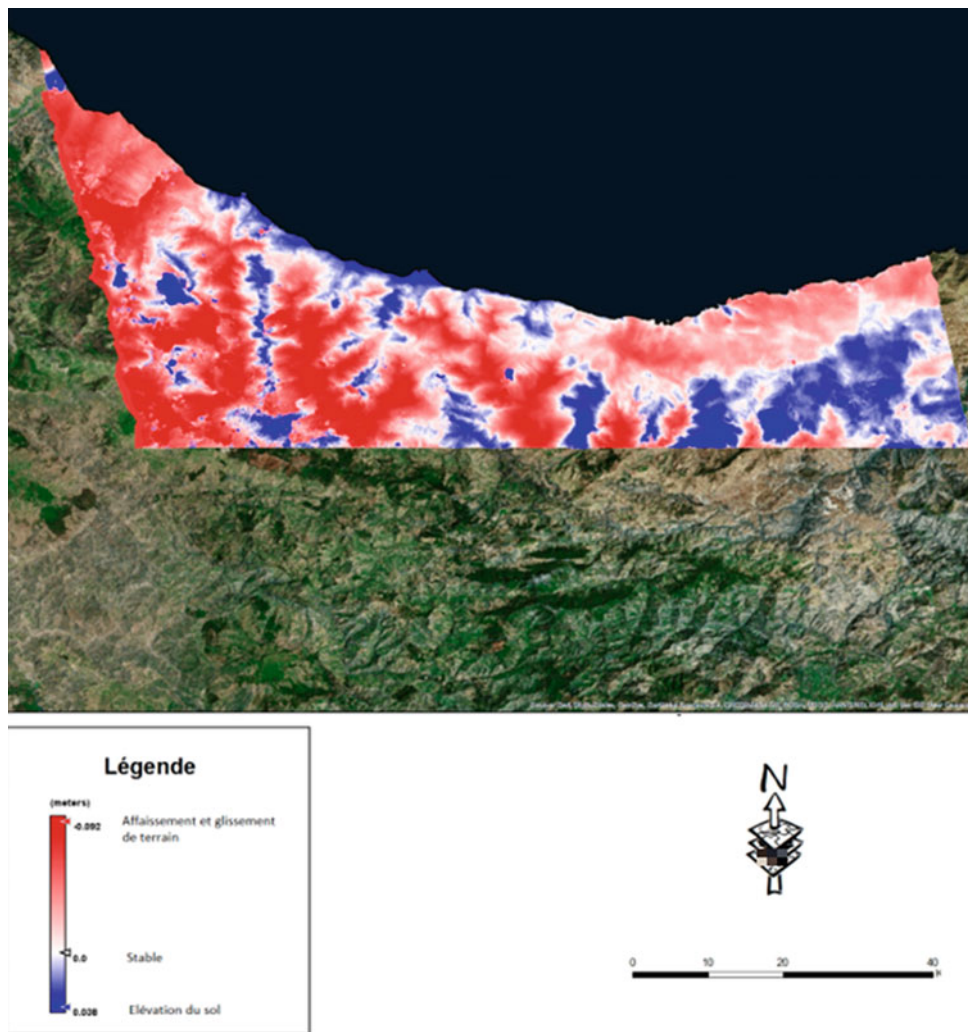 Légende
(meters)
-0.092
Affaissement et glissement
de terrain
0.0
Stable
0.038
Elévation du sol
N
0 10 20 40